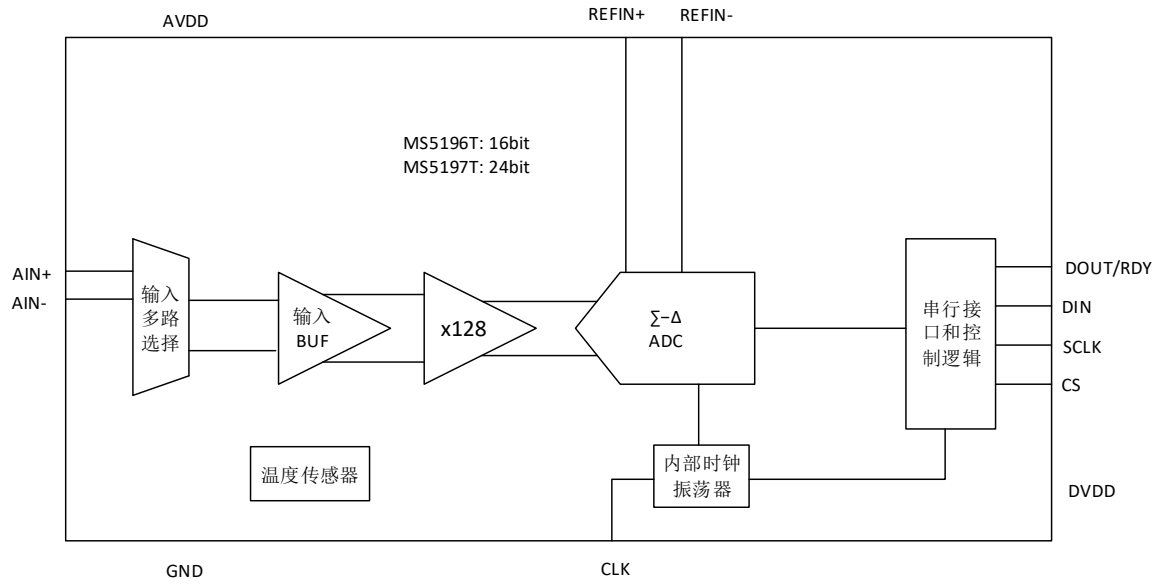 AVDD
REFIN+
REFIN-
MS5196T: 16bit
MS5197T: 24bit
AIN+
AIN-
输入
多路
选择
输入
BUF
x128
∑−Δ
ADC
串行接
口和控
制逻辑
DOUT/RDY
DIN
SCLK
CS
温度传感器
内部时钟
振荡器
DVDD
GND
CLK